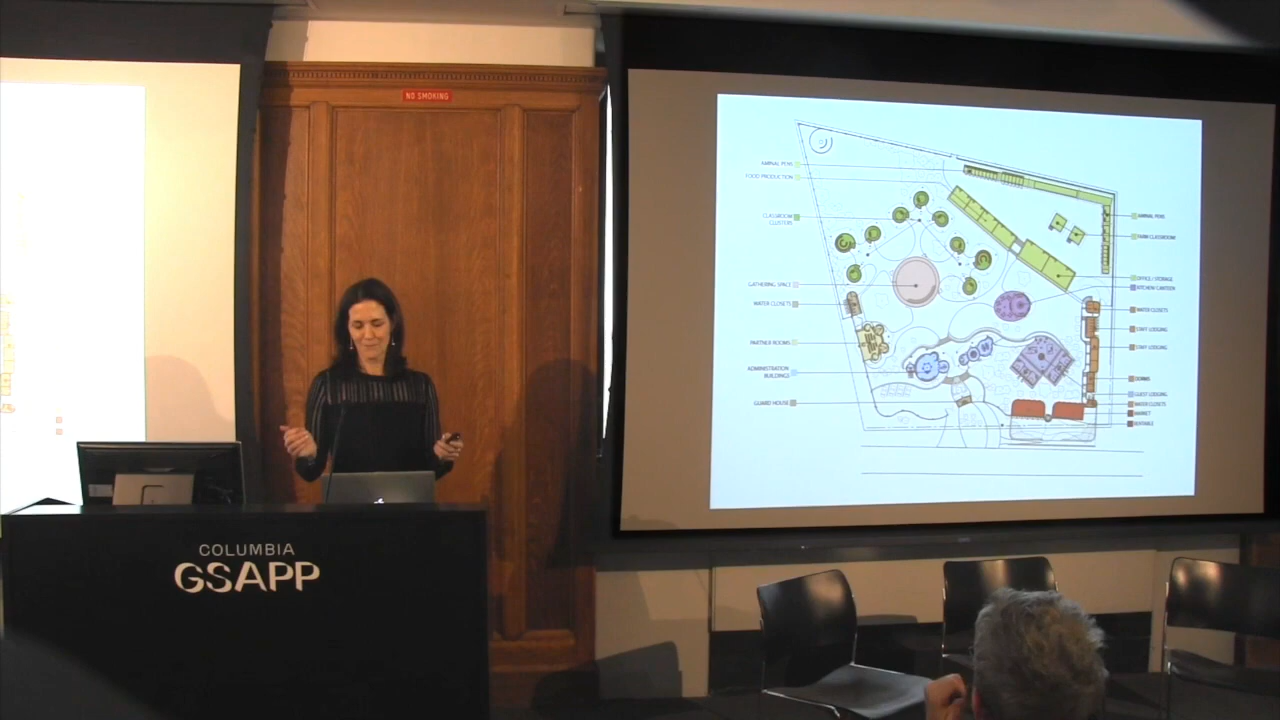 NO SMOKING
COLUMBIA
GSAPP
ANIMAL PENS
FOOD PRODUCTION
CLASSROOM
CLUSTERS
GATHERING SPACE
WATER CLOSETS
PARTNER ROOMS
ADMINISTRATION
BUILDINGS
GUARD HOUSE
ANIMAL PENS
FARM CLASSROOM
OFFICE / STORAGE
KITCHEN/CANTEEN
WATER CLOSETS
STAFF LODGING
STAFF LODGING
DORMS
GUEST LODGING
WATER CLOSETS
MARKET
RENTABLE